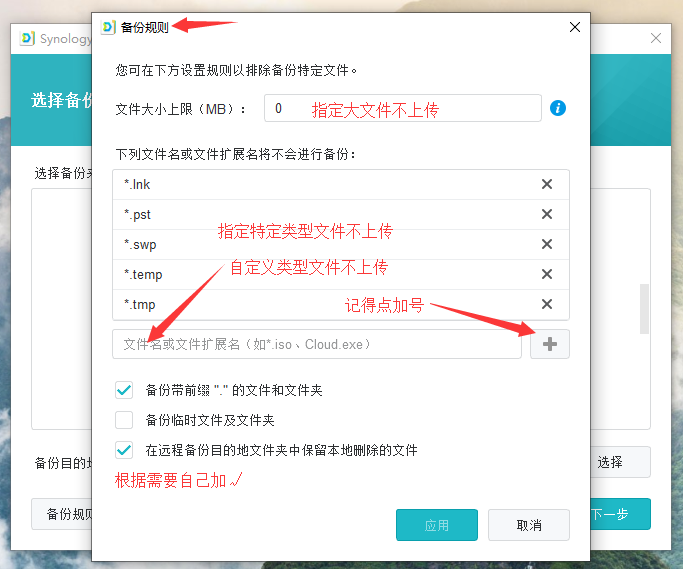 备份规则
Synology
您可在下方设置规则以排除备份特定文件。
选择备份
文件大小上限（MB）： 0 指定大文件不上传
下列文件名或文件扩展名将不会进行备份：
选择备份
*.lnk
*.pst
指定特定类型文件不上传
*.swp
自定义类型文件不上传
*.temp
*.tmp
记得点加号
文件名或文件扩展名（如*.iso、Cloud.exe）
备份带前缀 "." 的文件和文件夹
备份临时文件及文件夹
在远程备份目的地文件夹中保留本地删除的文件
备份目的地
选择
根据需要自己加√
备份规则
下一步
应用
取消